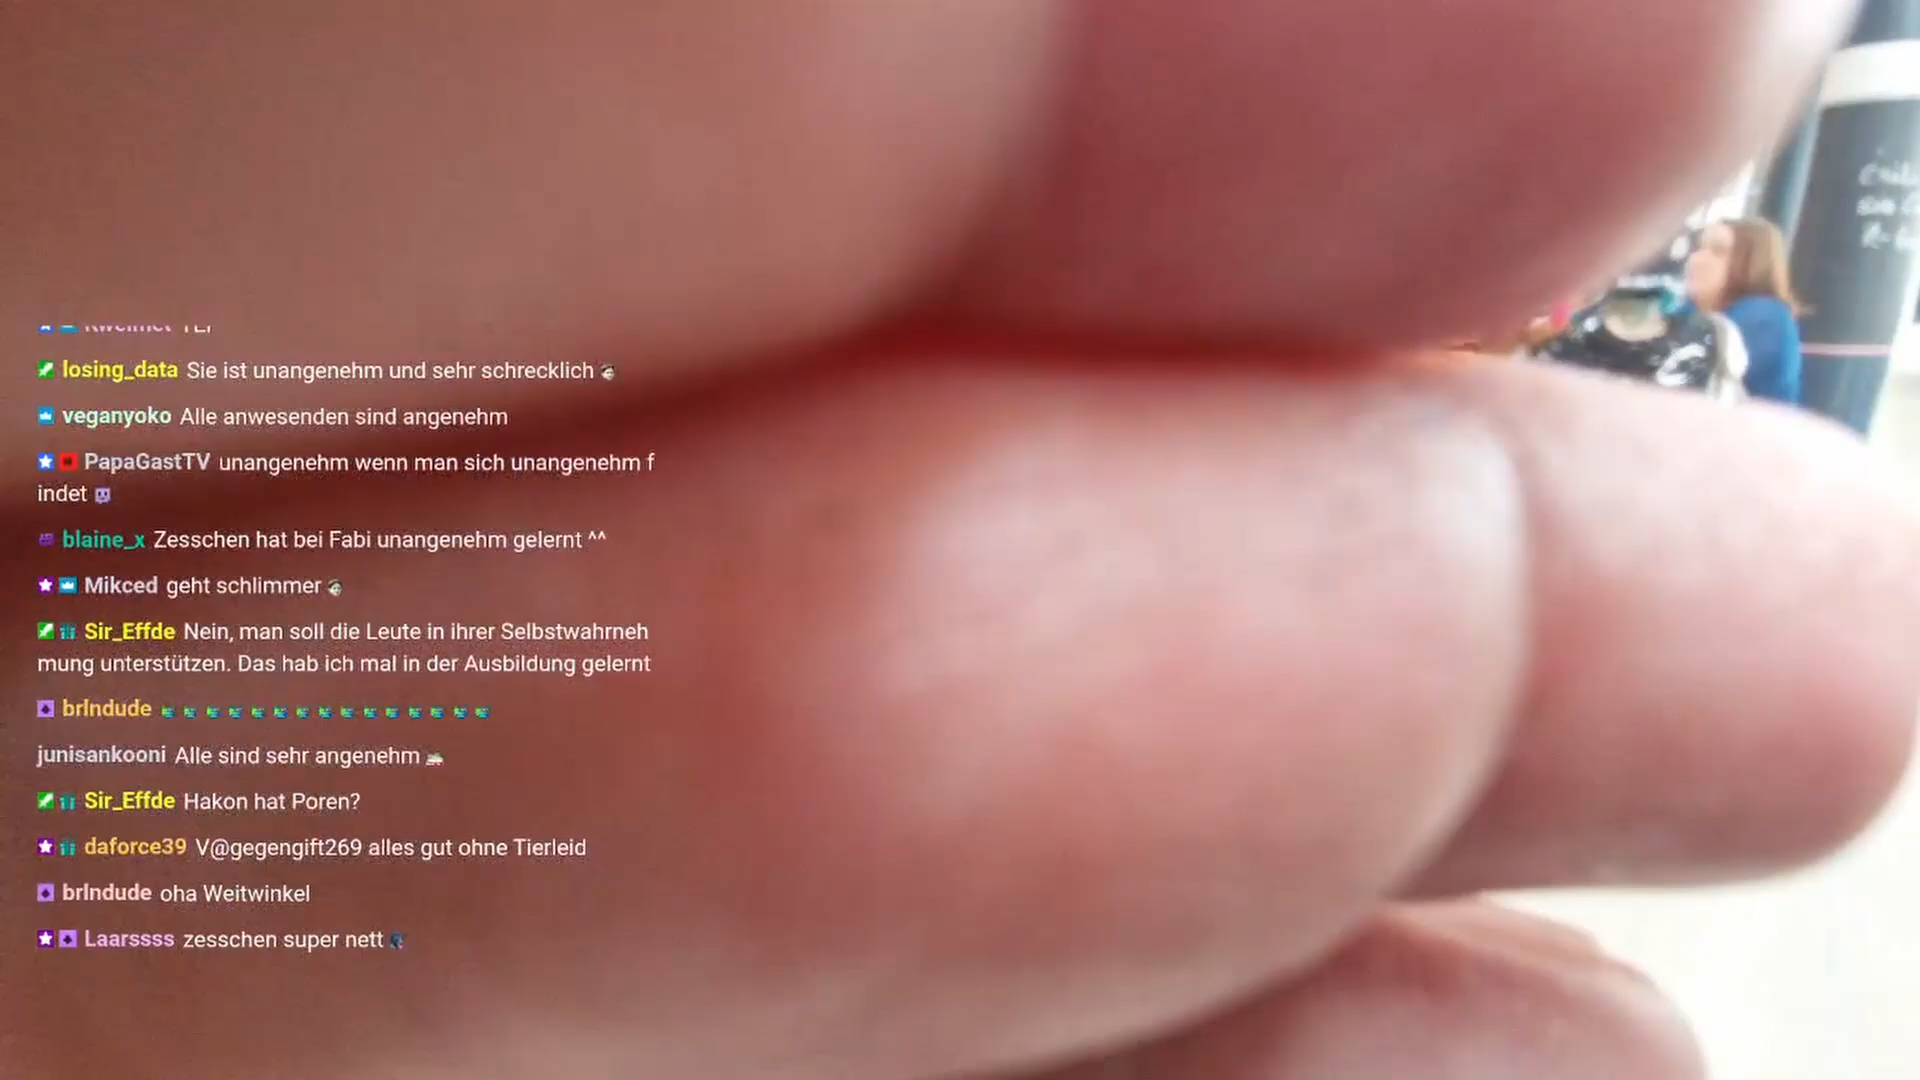 losing_data Sie ist unangenehm und sehr schrecklich
veganyoko Alle anwesenden sind angenehm
PapaGastTV unangenehm wenn man sich unangenehm f
indet
blaine_x Zesschen hat bei Fabi unangenehm gelernt ^^
Mikced geht schlimmer
Sir_Effde Nein, man soll die Leute in ihrer Selbstwahrneh
mung unterstützen. Das hab ich mal in der Ausbildung gelernt
brlndude
junisankooni Alle sind sehr angenehm
Sir_Effde Hakon hat Poren?
daforce39 V@gegengift269 alles gut ohne Tierleid
brlndude oha Weitwinkel
Laarssss zesschen super nett